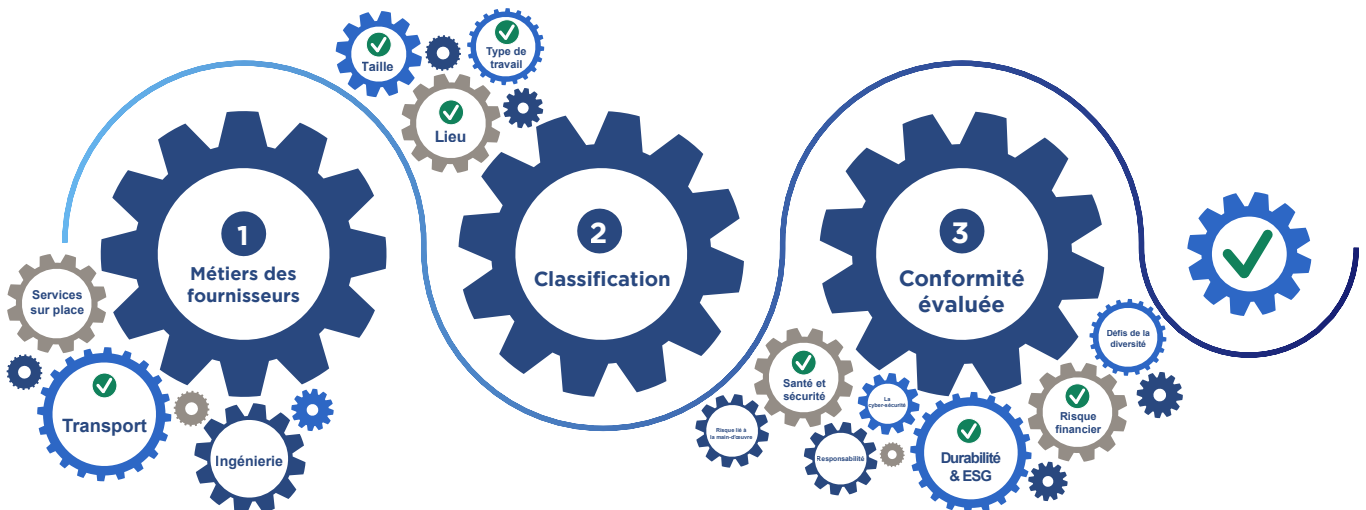 Taille
Type de
travail
Lieu
1
Métiers des
fournisseurs
2
Classification
3
Conformité
évaluée
Services
sur place
Transport
Ingénierie
Défis de la
diversité
Santé et
sécurité
La
cyber-sécurité
Risque lié à
la main-d'œuvre
Responsabilité
Durabilité
& ESG
Risque
financier